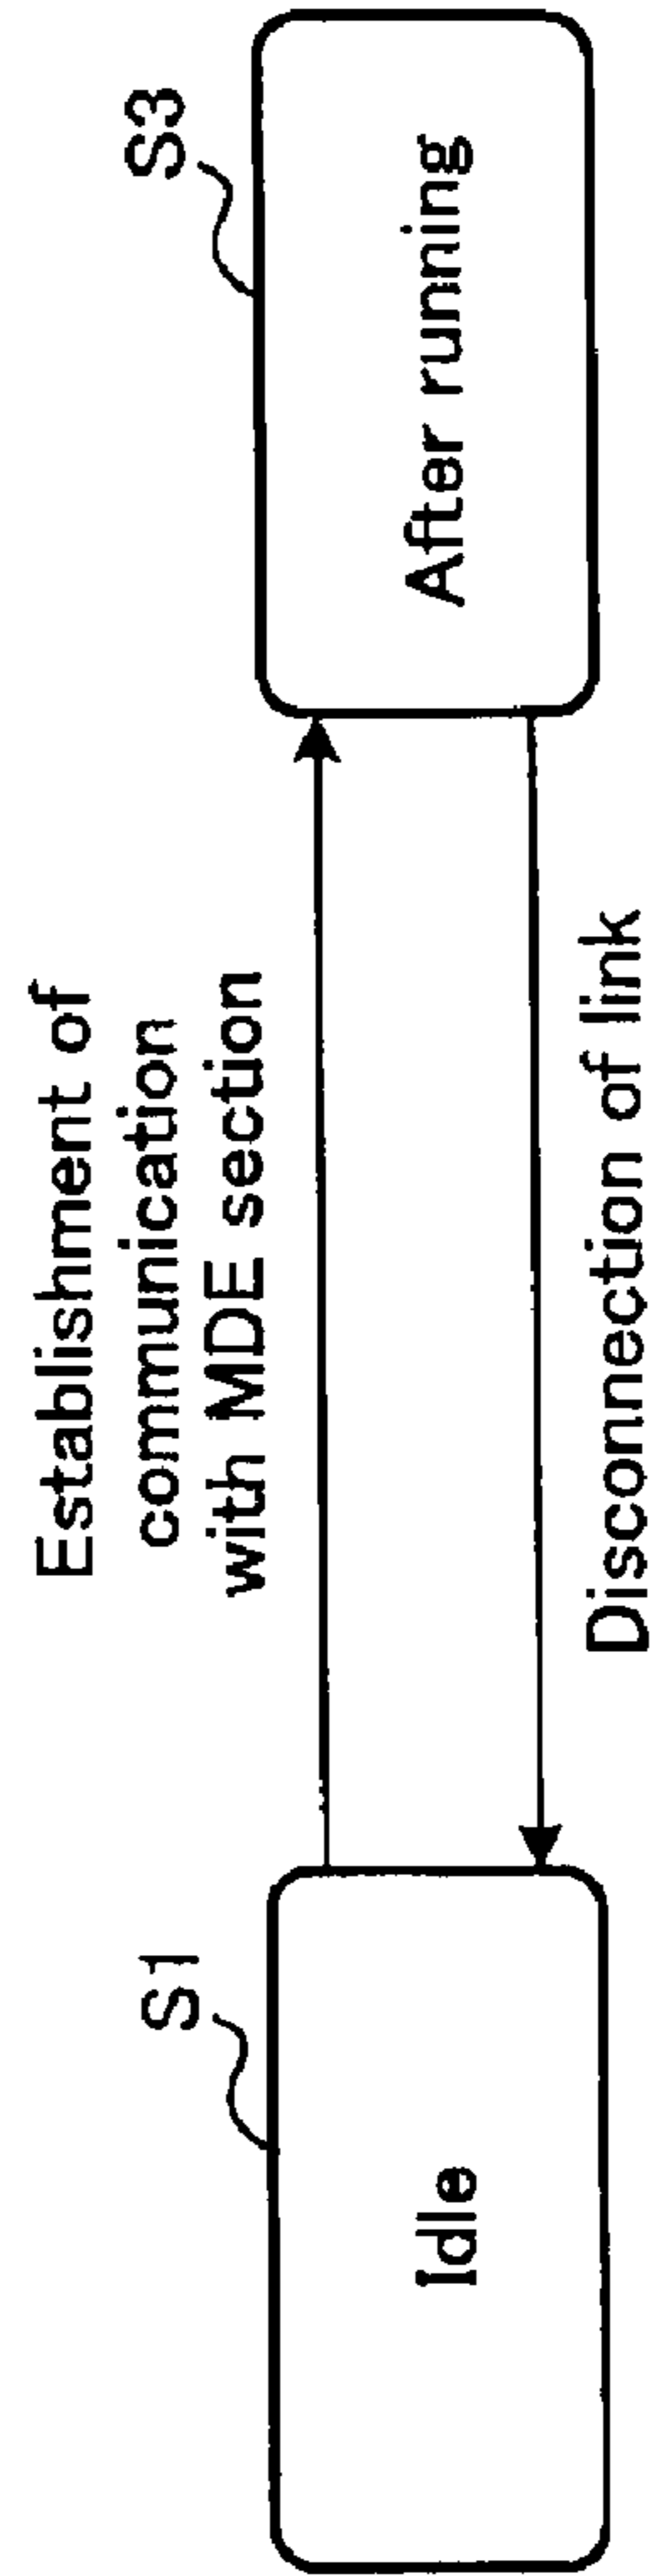 Establishment of
communication
with MDE section
S1
S3
Idle
After running
Disconnection of link